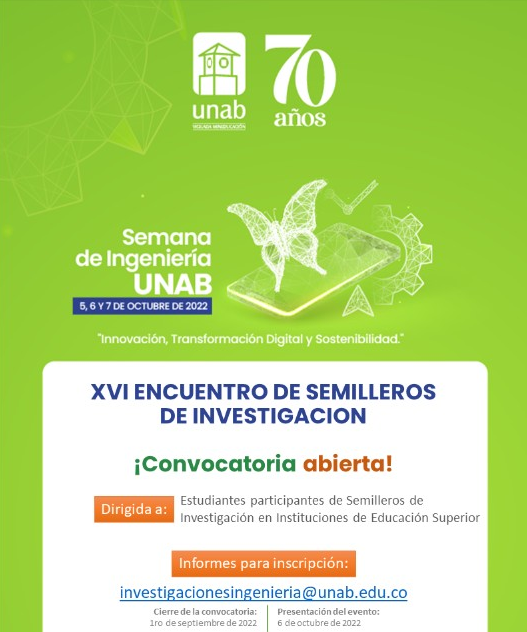 unab
VIGILADA MINEDUCACIÓN
70
años
Semana
de Ingeniería
UNAB
5, 6 Y 7 DE OCTUBRE DE 2022
"Innovación, Transformación Digital y Sostenibilidad."
XVI ENCUENTRO DE SEMILLEROS
DE INVESTIGACION
¡Convocatoria abierta!
Dirigida a:
Estudiantes participantes de Semilleros de
Investigación en Instituciones de Educación Superior
Informes para inscripción:
investigacionesingenieria@unab.edu.co
Cierre de la convocatoria:
1ro de septiembre de 2022
Presentación del evento:
6 de octubre de 2022